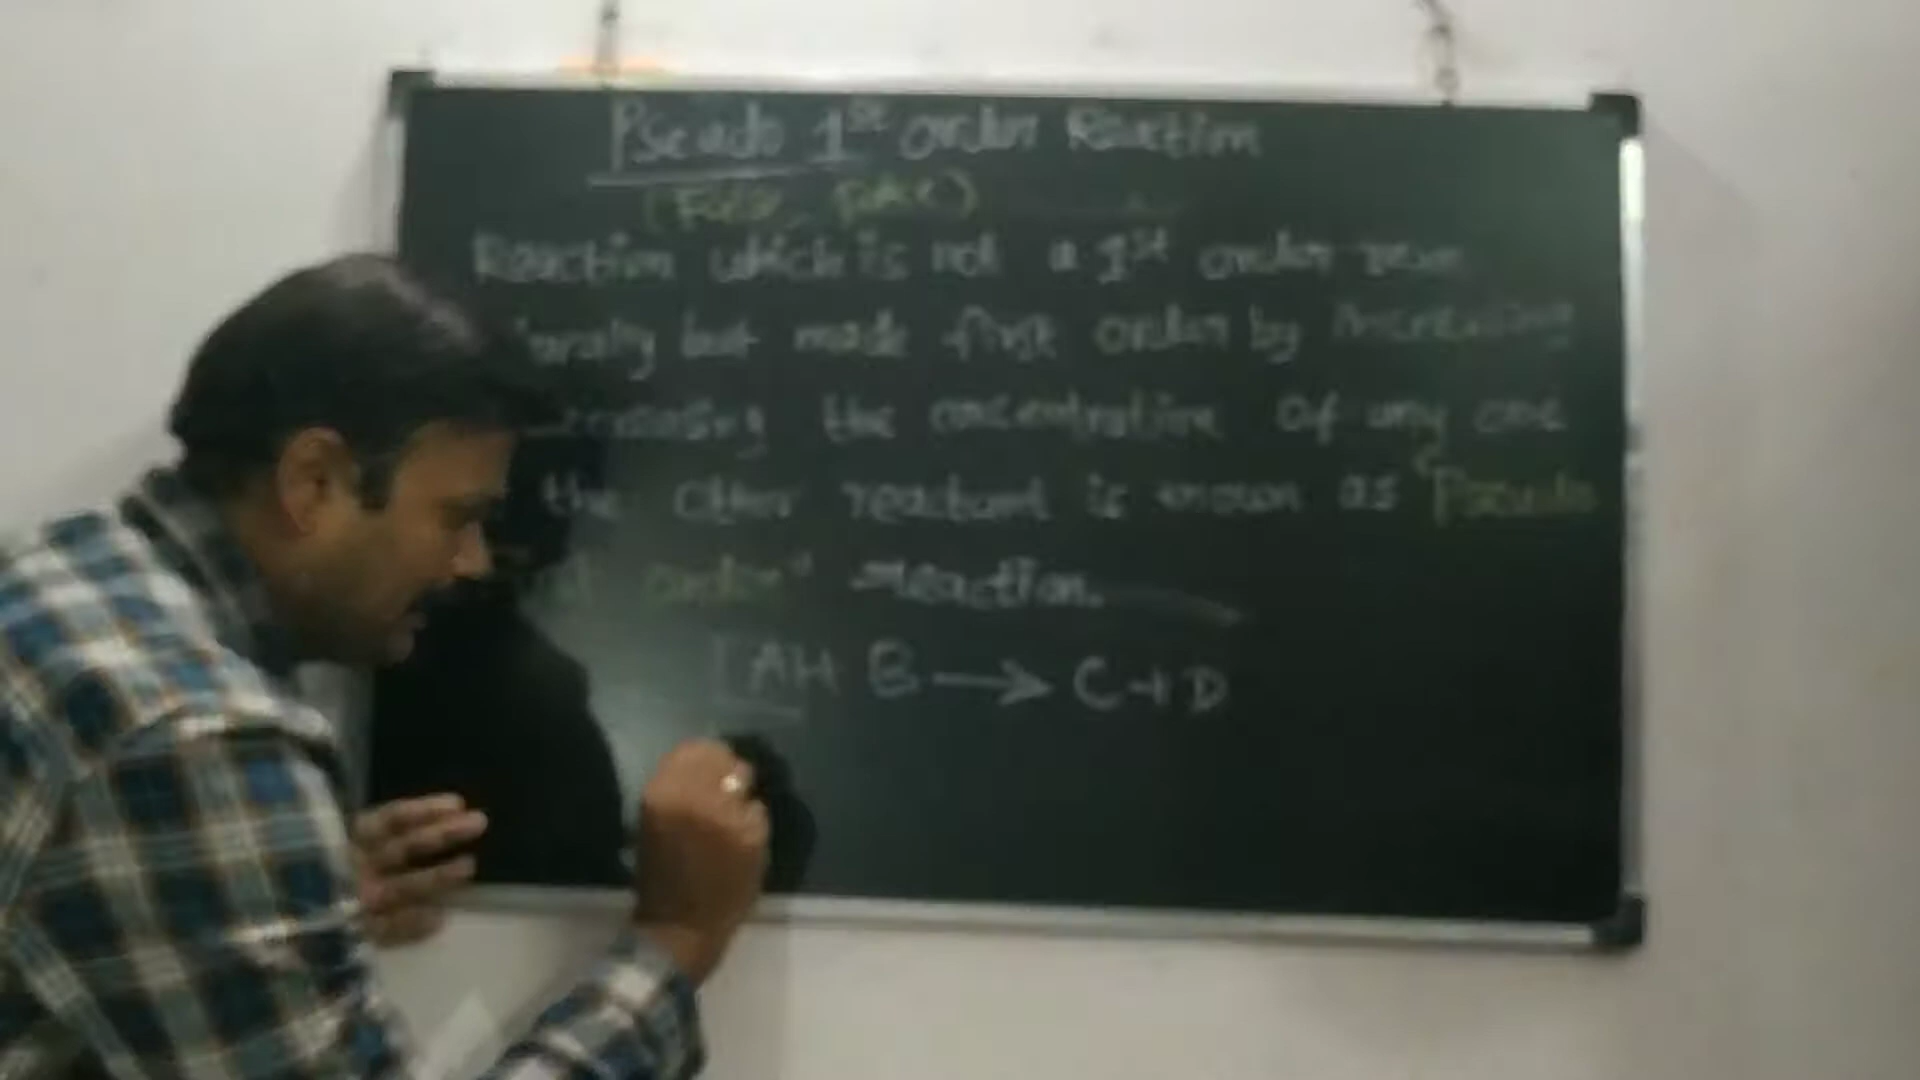 Pseudo 1st order Reaction
Reaction which is not a 1st order
but made first order by increasing
the concentration of any one
the other reactant is known as "Pseudo
order" reaction.
B → C + D